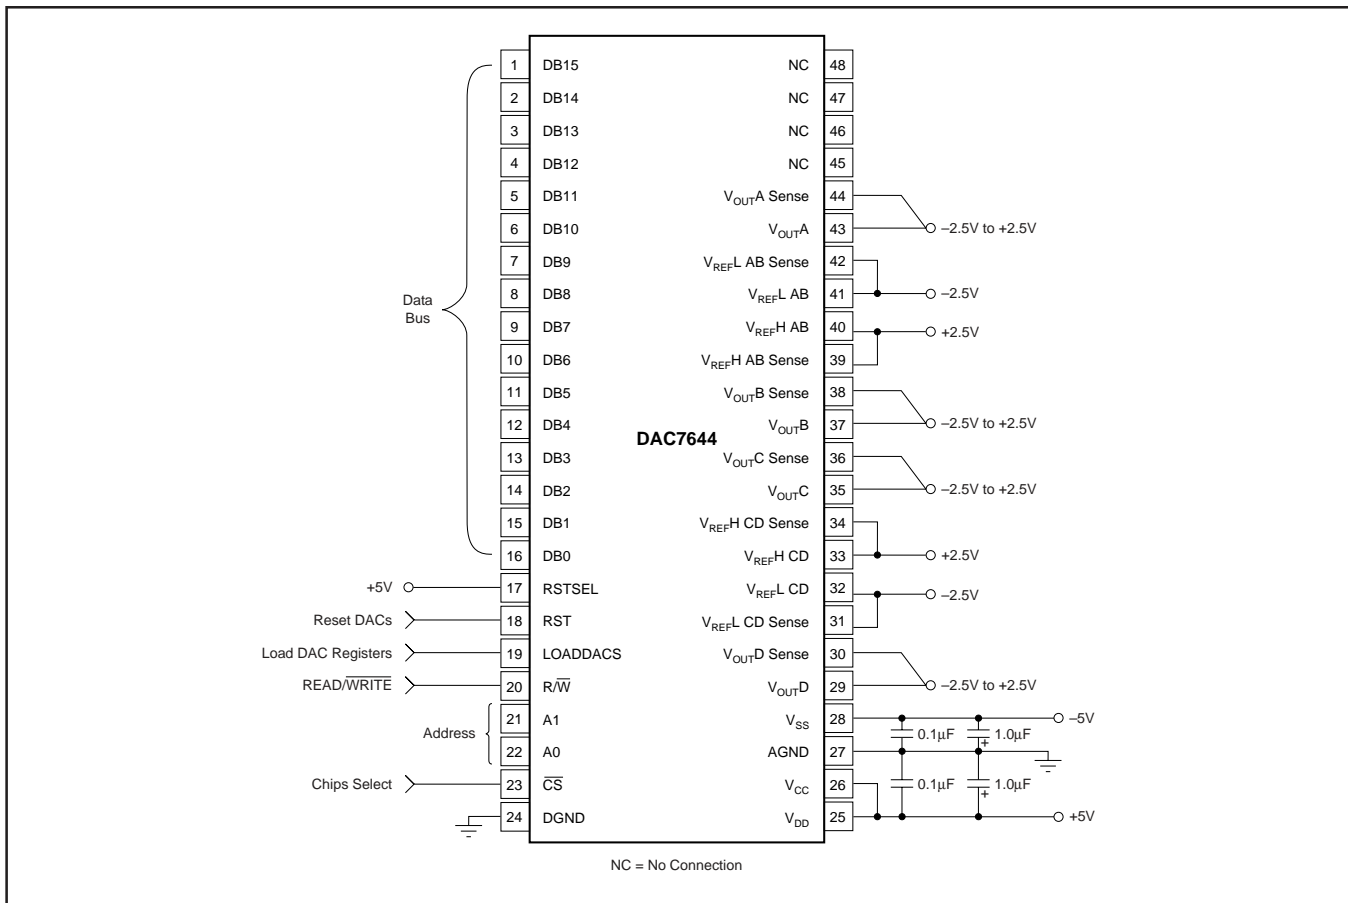 1 DB15 NC 48
2 DB14 NC 47
3 DB13 NC 46
4 DB12 NC 45
5 DB11 VOUTA Sense 44
6 DB10 VOUTA 43 –2.5V to +2.5V
7 DB9 VREFL AB Sense 42
8 DB8 VREFL AB 41 –2.5V
Data
Bus
9 DB7 VREFH AB 40 +2.5V
10 DB6 VREFH AB Sense 39
11 DB5 VOUTB Sense 38
12 DB4 VOUTB 37 –2.5V to +2.5V
DAC7644
13 DB3 VOUTC Sense 36
14 DB2 VOUTC 35 –2.5V to +2.5V
15 DB1 VREFH CD Sense 34
16 DB0 VREFH CD 33 +2.5V
+5V 17 RSTSEL VREFL CD 32 –2.5V
Reset DACs 18 RST VREFL CD Sense 31
Load DAC Registers 19 LOADDACS VOUTD Sense 30
READ/WRITE 20 R/W VOUTD 29 –2.5V to +2.5V
21 A1 VSS 28 –5V
Address
0.1µF 1.0µF
+
22 A0 AGND 27
Chips Select 23 CS VCC 26 0.1µF 1.0µF
+
24 DGND VDD 25 +5V
NC = No Connection